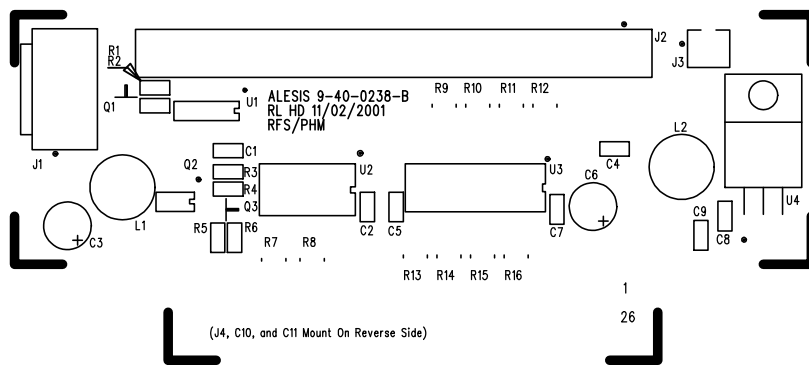 R1
R2
J2
J3
R9 R10 R11 R12
Q1
U1
ALESIS 9-40-0238-B
RL HD 11/02/2001
RFS/PHM
L2
C1
C4
J1
Q2
R3
U2
U3
R4
C6
U4
L1
Q3
C9
C3
R5
R6
C2
C5
C7
C8
R7 R8
R13 R14 R15 R16
1
26
(J4, C10, and C11 Mount On Reverse Side)